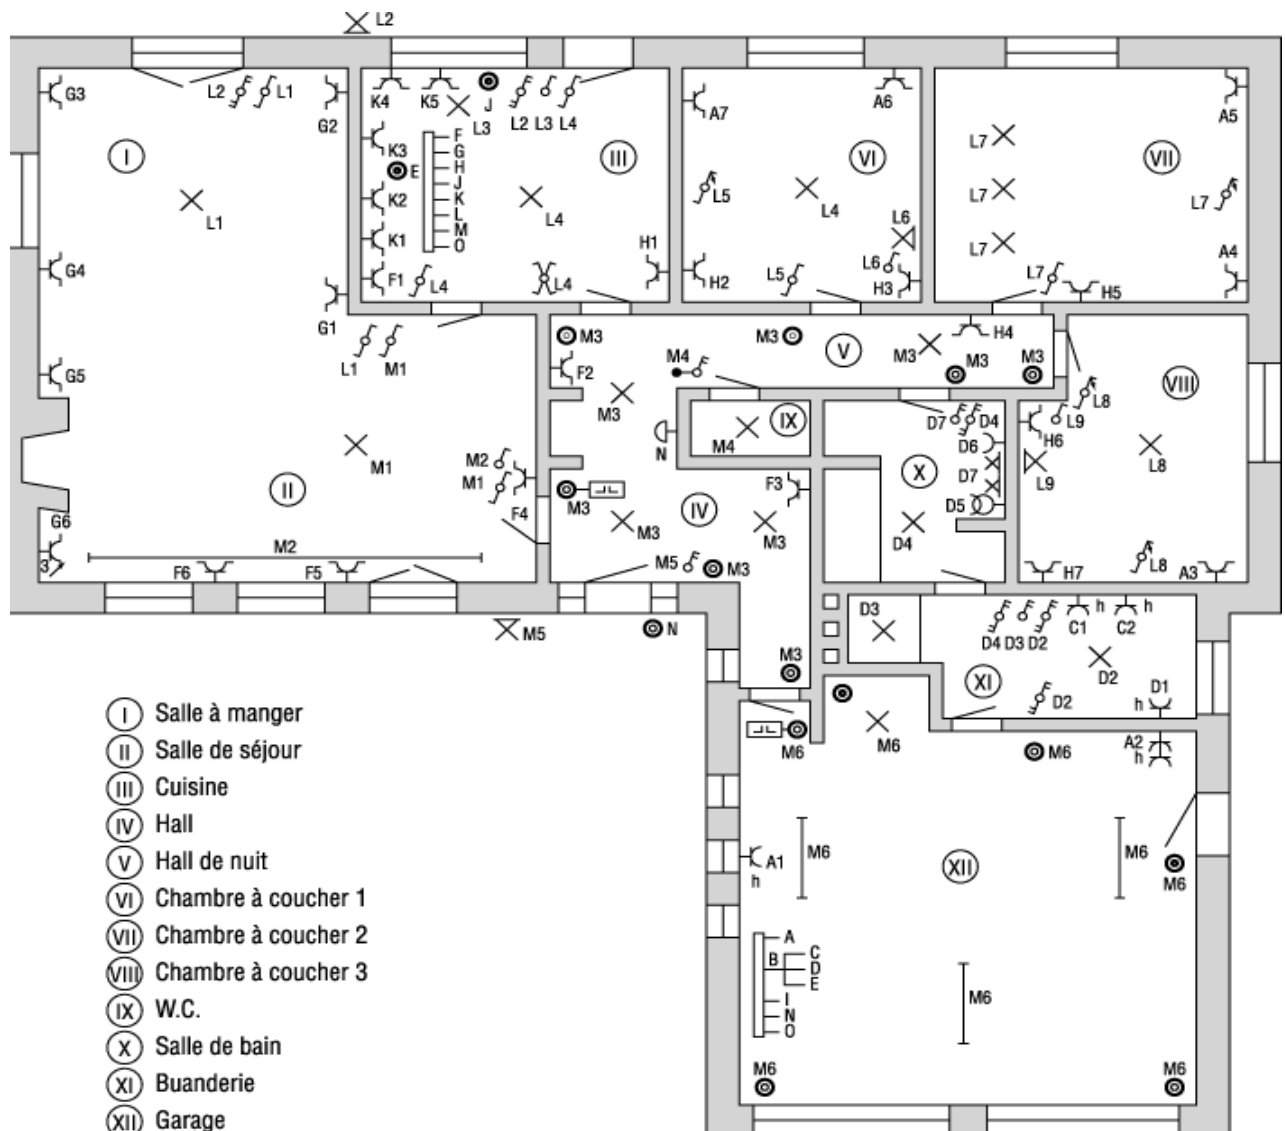 L2
G3
L2 L1
G2
K4 K5 J
L3
L2 L3 L4
A7
A6
A5
I
K3
E
F
G
H
J
K
L
M
O
III
VI
L7
VII
L1
K2
L4
L5
L4
L6
L7
L7
K1
L7
G4
F1
L4
L4
H1
H2
L5
L6
H3
L7
A4
H5
G1
L1 M1
M3
M3
V
M3
H4
M3
M3
G5
F2
M4
VIII
M3
L8
IX
M4
D7 D4
L9
H6
M1
M2
M1
N
D6
X
D7
L9
L8
II
F4
M3
F3
D5
G6
M3
IV
M3
D4
M2
3
F6
F5
M5
M3
L8
H7
A3
D3
h
h
C1
C2
D4 D3 D2
M5
N
M3
D2
XI
D2
D1
h
I Salle à manger
M6
M6
M6
A2
h
II Salle de séjour
III Cuisine
IV Hall
M6
M6
A1
h
XII
M6
V Hall de nuit
VI Chambre à coucher 1
VII Chambre à coucher 2
A
B
C
D
E
I
N
O
VIII Chambre à coucher 3
M6
IX W.C.
X Salle de bain
XI Buanderie
M6
M6
XII Garage